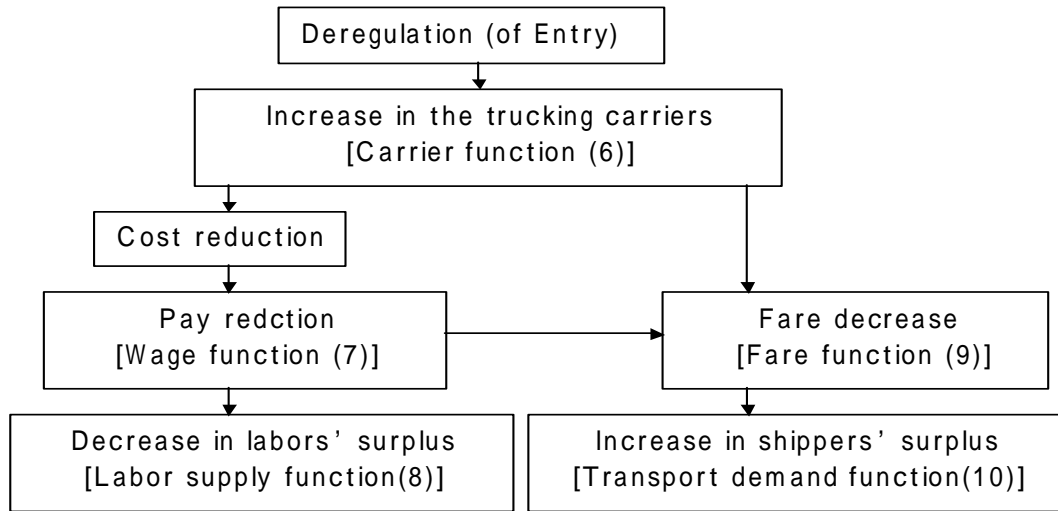 Deregulation (of Entry)
Increase in the trucking carriers
[Carrier function (6)]
Cost reduction
Pay redction
[Wage function (7)]
Fare decrease
[Fare function (9)]
Decrease in labors’ surplus
[Labor supply function(8)]
Increase in shippers’ surplus
[Transport demand function(10)]